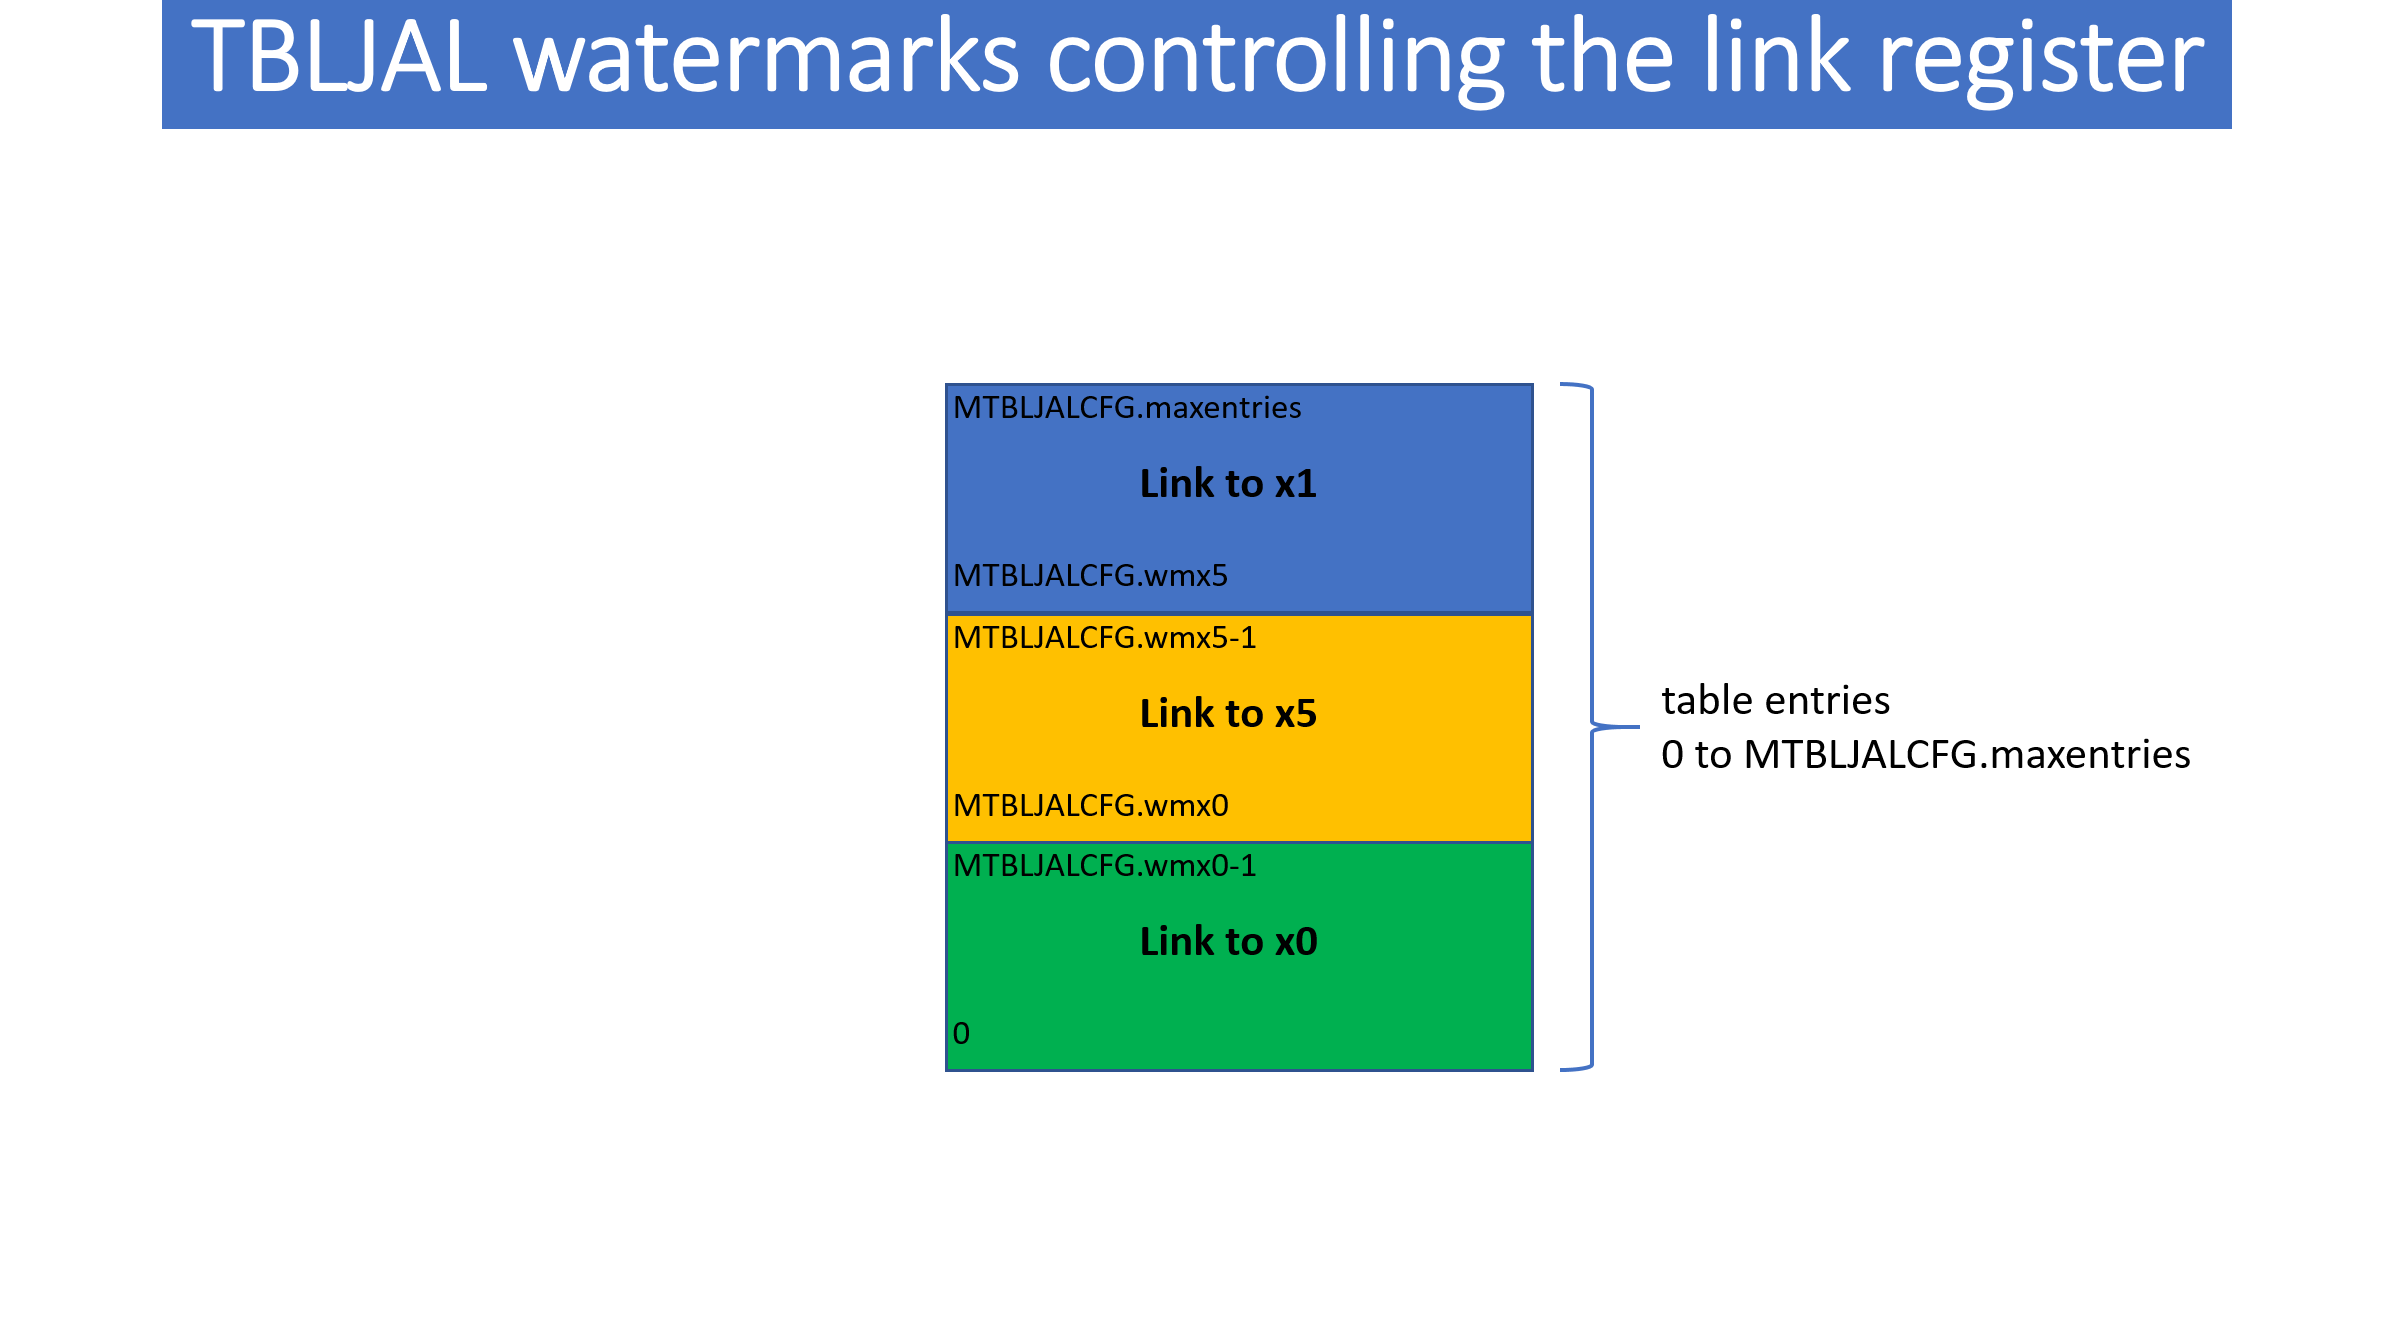 TBLJAL watermarks controlling the link register
MTBLJALCFG.maxentries
Link to x1
MTBLJALCFG.wmx5
MTBLJALCFG.wmx5-1
Link to x5
MTBLJALCFG.wmx0
MTBLJALCFG.wmx0-1
Link to x0
0
table entries
0 to MTBLJALCFG.maxentries